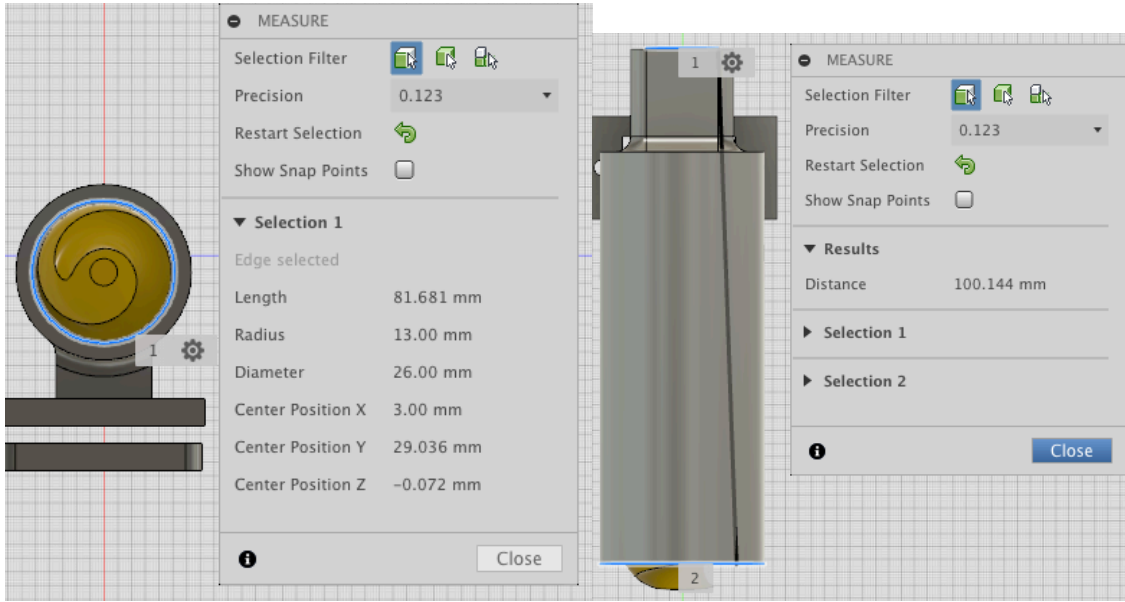 MEASURE
Selection Filter
Precision 0.123
Restart Selection
Show Snap Points
Selection 1
Edge selected
Length 81.681 mm
Radius 13.00 mm
Diameter 26.00 mm
Center Position X 3.00 mm
Center Position Y 29.036 mm
Center Position Z −0.072 mm
Close
1
1
MEASURE
Selection Filter
Precision 0.123
Restart Selection
Show Snap Points
Results
Distance 100.144 mm
Selection 1
Selection 2
Close
2